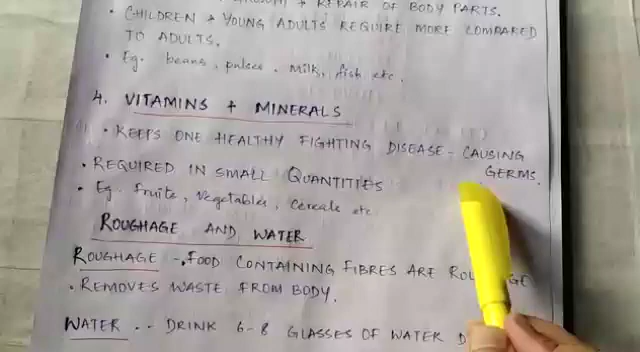 + REPAIR OF BODY PARTS.
• CHILDREN + YOUNG ADULTS REQUIRE MORE COMPARED
TO ADULTS.
• Eg. beans, pulses, milk, fish, etc.
4. VITAMINS + MINERALS
• KEEPS ONE HEALTHY FIGHTING DISEASE - CAUSING
GERMS.
• REQUIRED IN SMALL QUANTITIES
• Eg. fruits, vegetables, cereals etc
ROUGHAGE AND WATER
ROUGHAGE -. FOOD CONTAINING FIBRES ARE
• REMOVES WASTE FROM BODY.
WATER -. DRINK 6-8 GLASSES OF WATER